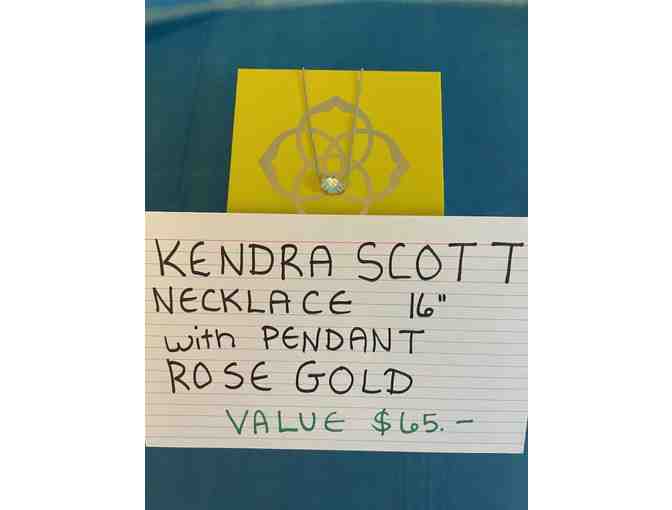 KENDRA SCOTT
NECKLACE 16"
with PENDANT
ROSE GOLD
VALUE $65.-